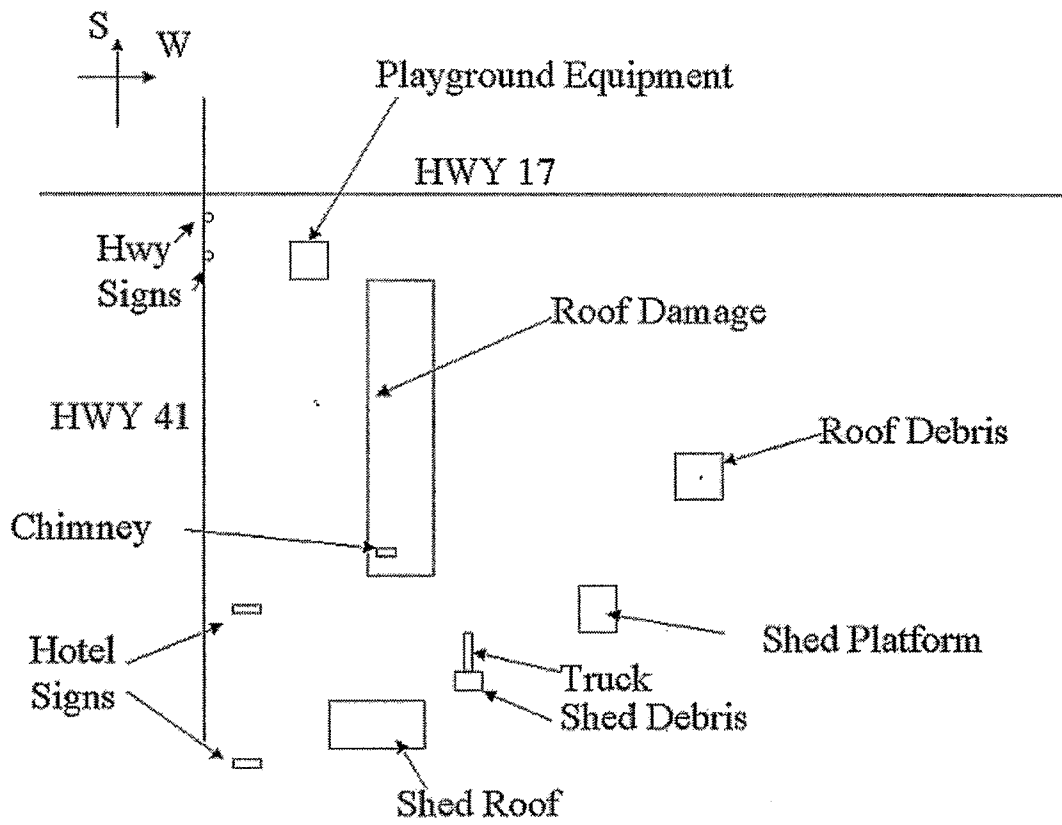 S
W
Playground Equipment
HWY 17
Hwy
Signs
Roof Damage
HWY 41
Roof Debris
Chimney
Hotel
Signs
Shed Platform
Truck
Shed Debris
Shed Roof